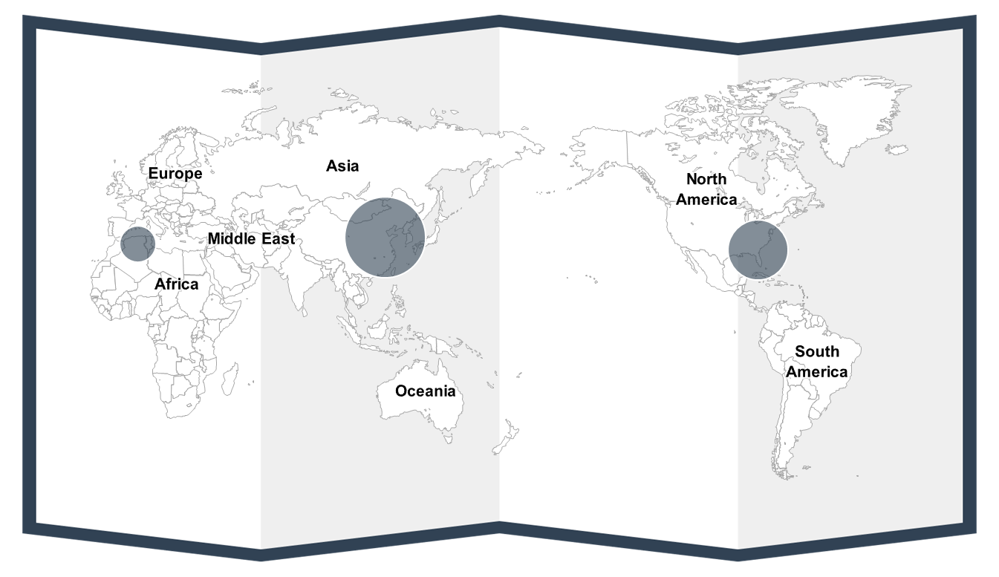 Asia
Europe
North
America
Middle East
Africa
South
America
Oceania